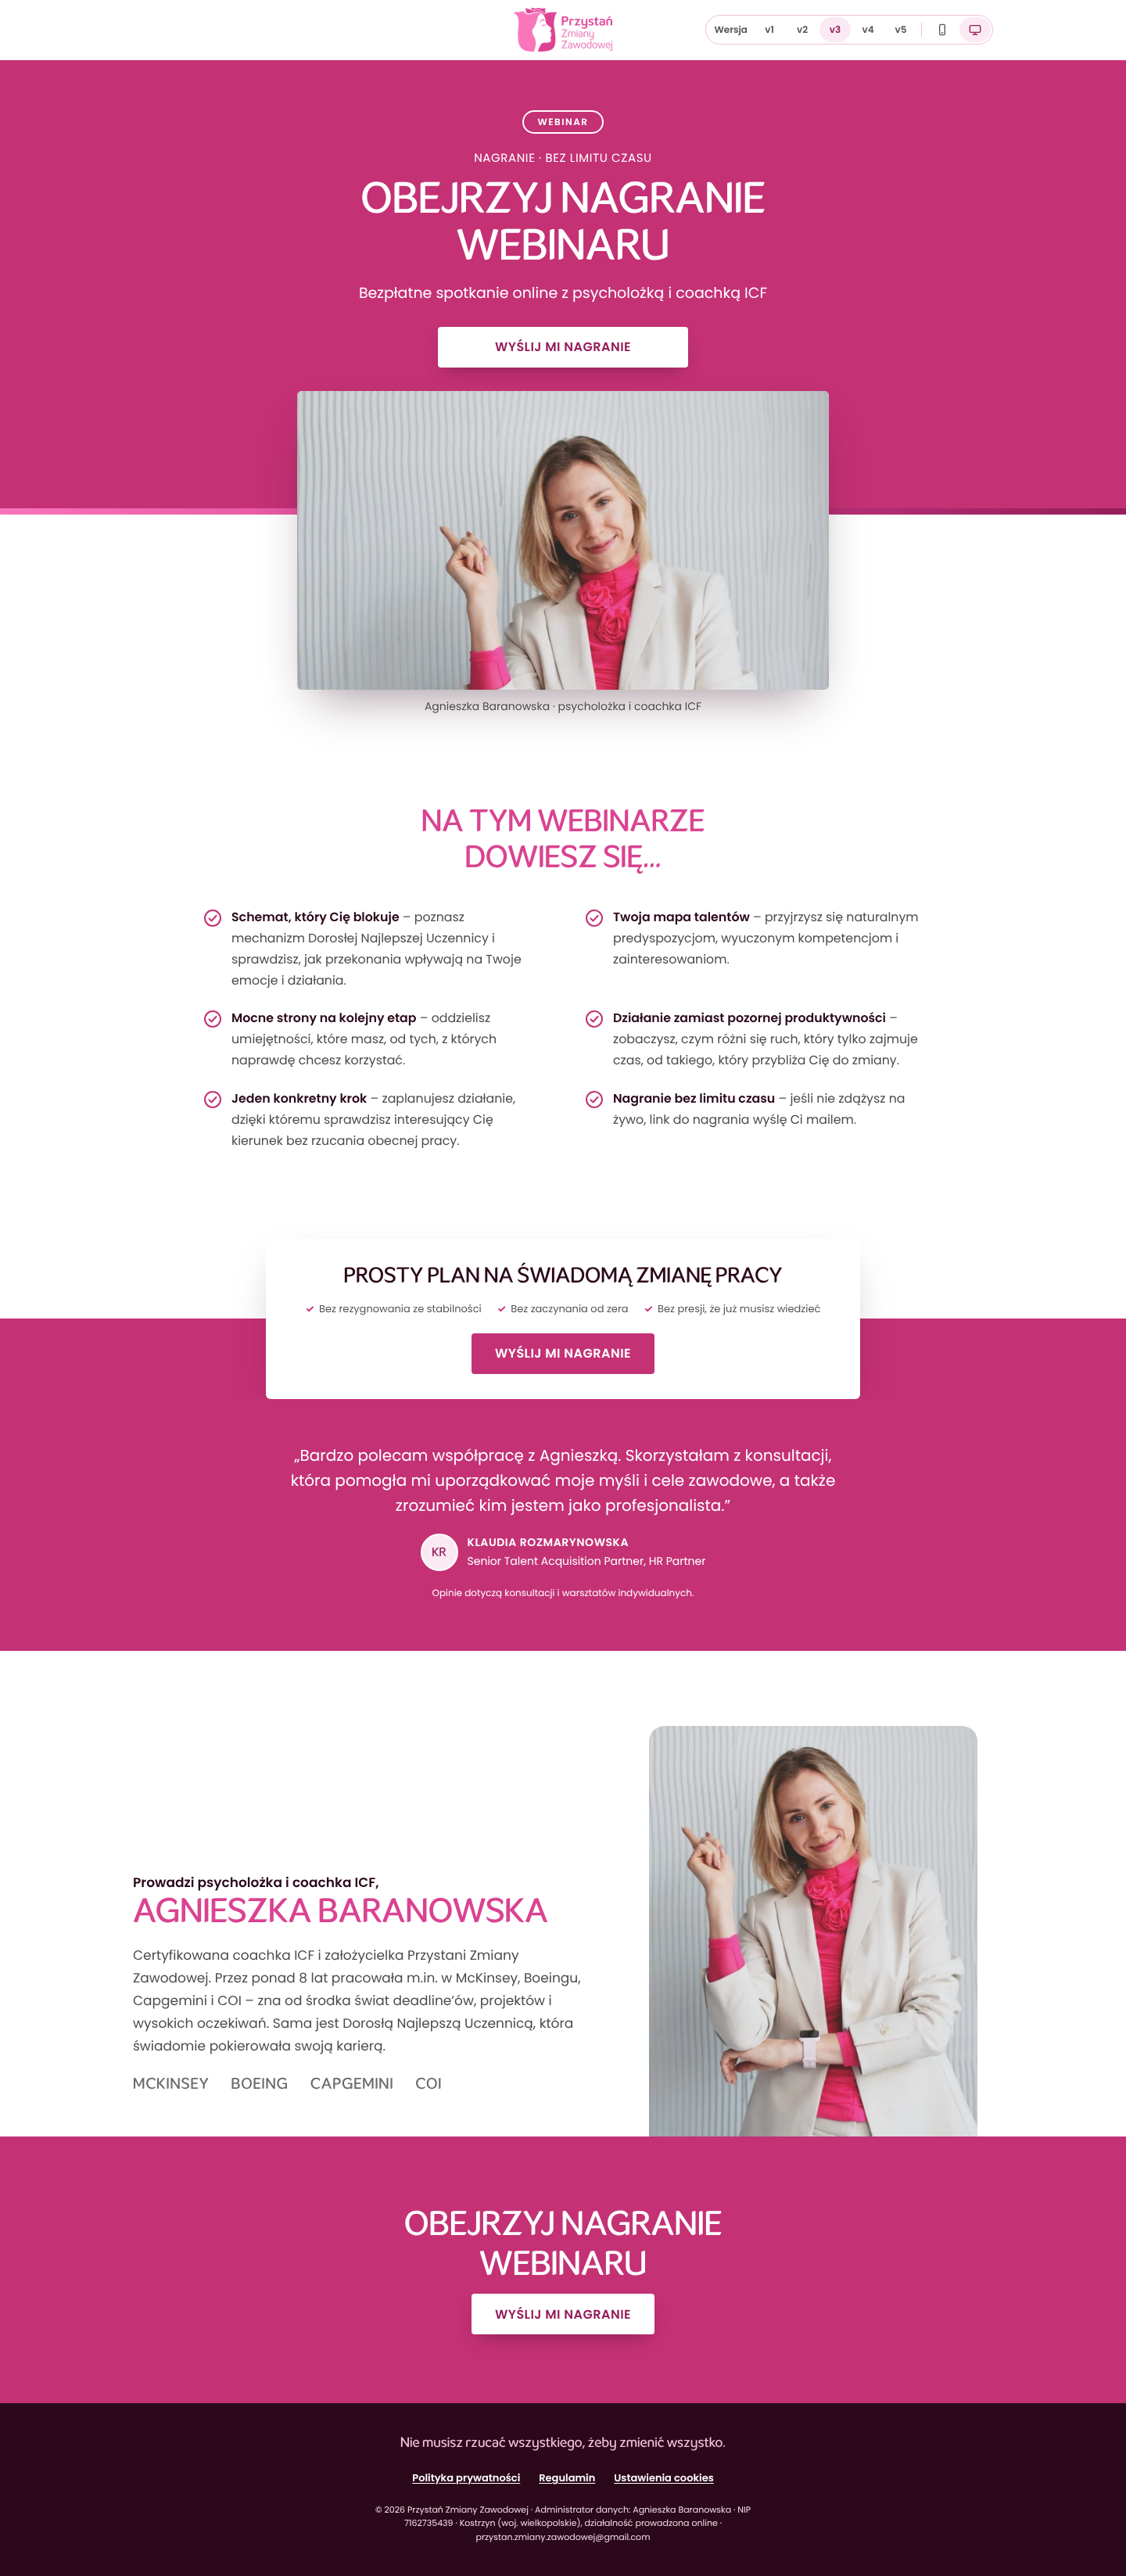 Przystań
Zmiany
Zawodowej
Wersja v1 v2 v3 v4 v5
WEBINAR
NAGRANIE · BEZ LIMITU CZASU
OBEJRZYJ NAGRANIE
WEBINARU
Bezpłatne spotkanie online z psycholożką i coachką ICF
WYŚLIJ MI NAGRANIE
Agnieszka Baranowska · psycholożka i coachka ICF
NA TYM WEBINARZE
DOWIESZ SIĘ...
Schemat, który Cię blokuje – poznasz
mechanizm Dorosłej Najlepszej Uczennicy i
sprawdzisz, jak przekonania wpływają na Twoje
emocje i działania.
Twoja mapa talentów – przyjrzysz się naturalnym
predyspozycjom, wyuczonym kompetencjom i
zainteresowaniom.
Mocne strony na kolejny etap – oddzielisz
umiejętności, które masz, od tych, z których
naprawdę chcesz korzystać.
Działanie zamiast pozornej produktywności –
zobaczysz, czym różni się ruch, który tylko zajmuje
czas, od takiego, który przybliża Cię do zmiany.
Jeden konkretny krok – zaplanujesz działanie,
dzięki któremu sprawdzisz interesujący Cię
kierunek bez rzucania obecnej pracy.
Nagranie bez limitu czasu – jeśli nie zdążysz na
żywo, link do nagrania wyślę Ci mailem.
PROSTY PLAN NA ŚWIADOMĄ ZMIANĘ PRACY
Bez rezygnowania ze stabilności Bez zaczynania od zera Bez presji, że już musisz wiedzieć
WYŚLIJ MI NAGRANIE
„Bardzo polecam współpracę z Agnieszką. Skorzystałam z konsultacji,
która pomogła mi uporządkować moje myśli i cele zawodowe, a także
zrozumieć kim jestem jako profesjonalista.”
KR
KLAUDIA ROZMARYNOWSKA
Senior Talent Acquisition Partner, HR Partner
Opinie dotyczą konsultacji i warsztatów indywidualnych.
Prowadzi psycholożka i coachka ICF,
AGNIESZKA BARANOWSKA
Certyfikowana coachka ICF i założycielka Przystani Zmiany
Zawodowej. Przez ponad 8 lat pracowała m.in. w McKinsey, Boeingu,
Capgemini i COI – zna od środka świat deadline’ów, projektów i
wysokich oczekiwań. Sama jest Dorosłą Najlepszą Uczennicą, która
świadomie pokierowała swoją karierą.
MCKINSEY BOEING CAPGEMINI COI
OBEJRZYJ NAGRANIE
WEBINARU
WYŚLIJ MI NAGRANIE
Nie musisz rzucać wszystkiego, żeby zmienić wszystko.
Polityka prywatności Regulamin Ustawienia cookies
© 2026 Przystań Zmiany Zawodowej · Administrator danych: Agnieszka Baranowska · NIP
7162735439 · Kostrzyn (woj. wielkopolskie), działalność prowadzona online ·
przystan.zmiany.zawodowej@gmail.com